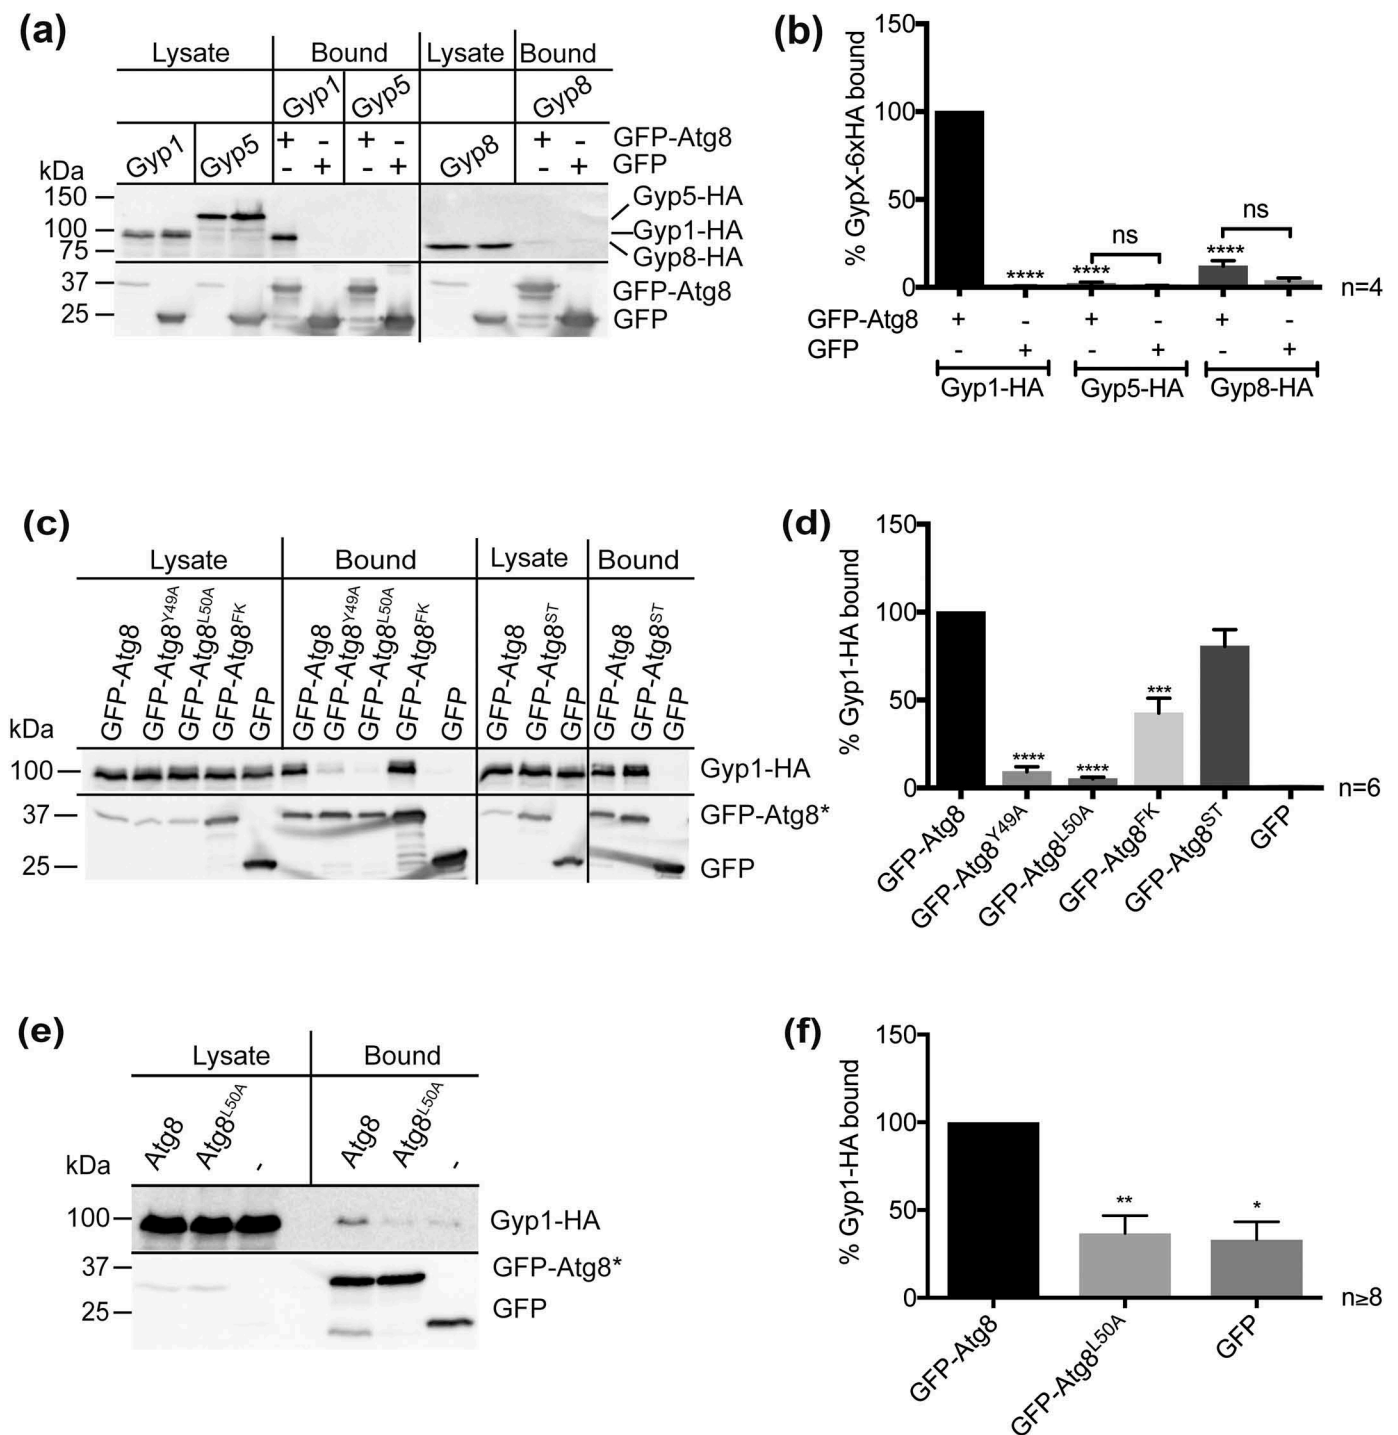 (a)
Lysate Bound Lysate Bound
Gyp1 Gyp5 Gyp8
Gyp1 Gyp5 + - + - Gyp8 + - GFP-Atg8
kDa - + - + - + GFP
150 Gyp5-HA
100 Gyp1-HA
75 Gyp8-HA
37 GFP-Atg8
25 GFP
(b)
% GypX-6xHA bound
150
100
50
0
**** **** ns **** ns
n=4
GFP-Atg8 + - + - + -
GFP - + - + - +
Gyp1-HA Gyp5-HA Gyp8-HA
(c)
Lysate Bound Lysate Bound
GFP-Atg8 GFP-Atg8Y49A GFP-Atg8L50A GFP-Atg8FK GFP GFP-Atg8 GFP-Atg8Y49A GFP-Atg8L50A GFP-Atg8FK GFP GFP-Atg8 GFP-Atg8ST GFP GFP-Atg8 GFP-Atg8ST GFP
kDa
100 Gyp1-HA
37 GFP-Atg8*
25 GFP
(d)
% Gyp1-HA bound
150
100
50
0
**** **** ***
n=6
GFP-Atg8 GFP-Atg8Y49A GFP-Atg8L50A GFP-Atg8FK GFP-Atg8ST GFP
(e)
Lysate Bound
Atg8 Atg8L50A - Atg8 Atg8L50A -
kDa
100 Gyp1-HA
37 GFP-Atg8*
25 GFP
(f)
% Gyp1-HA bound
150
100
50
0
** *
n≥8
GFP-Atg8 GFP-Atg8L50A GFP